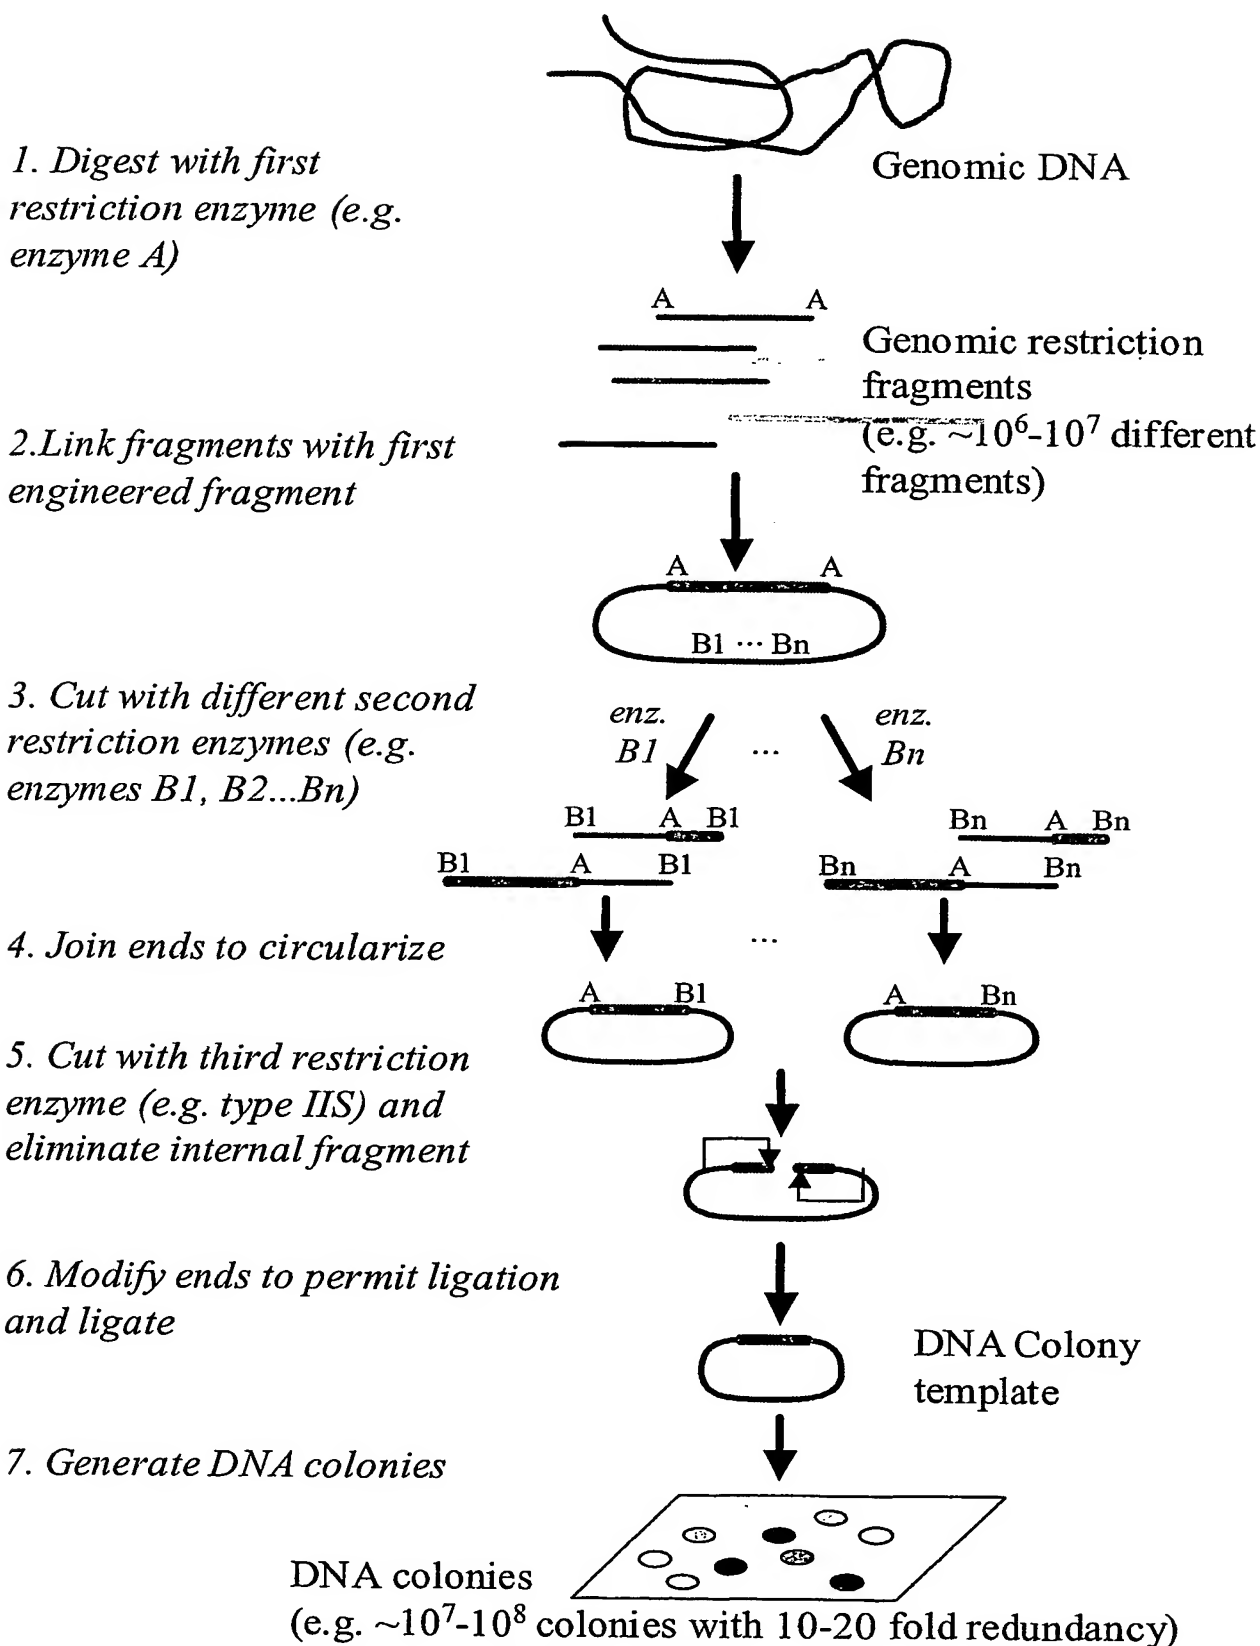 Genomic DNA
1. Digest with first
restriction enzyme (e.g.
enzyme A)
A A
Genomic restriction
fragments
(e.g. ~10⁶-10⁷ different
fragments)
2.Link fragments with first
engineered fragment
A A
B1 ... Bn
3. Cut with different second
restriction enzymes (e.g.
enzymes B1, B2...Bn)
enz.
B1
...
enz.
Bn
B1 A B1
B1 A B1
Bn A Bn
Bn A Bn
4. Join ends to circularize
...
A B1
A Bn
5. Cut with third restriction
enzyme (e.g. type IIS) and
eliminate internal fragment
6. Modify ends to permit ligation
and ligate
DNA Colony
template
7. Generate DNA colonies
DNA colonies
(e.g. ~10⁷-10⁸ colonies with 10-20 fold redundancy)